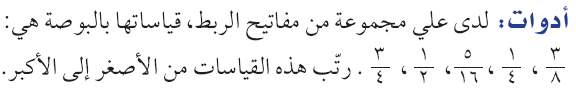 أدوات: لدى علي مجموعة من مفاتيح الربط، قياساتها بالبوصة هي:
٣/٨ ، ١/٤ ، ٥/١٦ ، ١/٢ ، ٣/٤ . رتّب هذه القياسات من الأصغر إلى الأكبر.